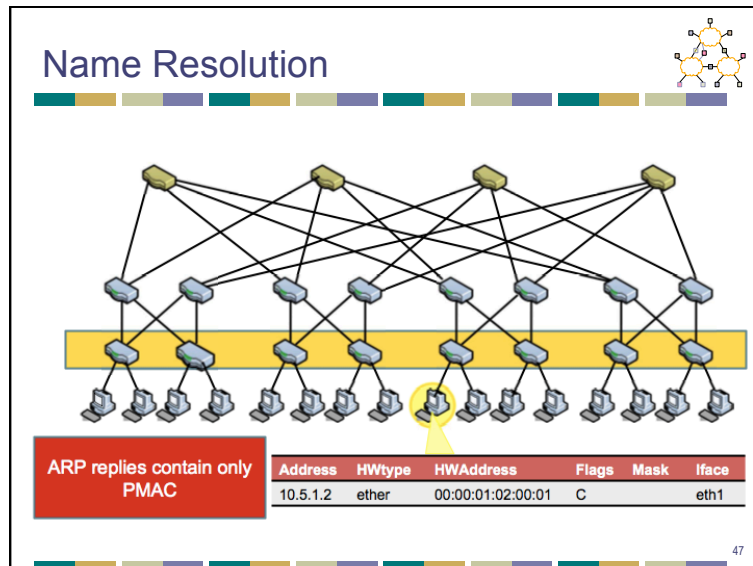 Name Resolution
ARP replies contain only
PMAC
Address HWtype HWAddress Flags Mask Iface
10.5.1.2 ether 00:00:01:02:00:01 C eth1
47